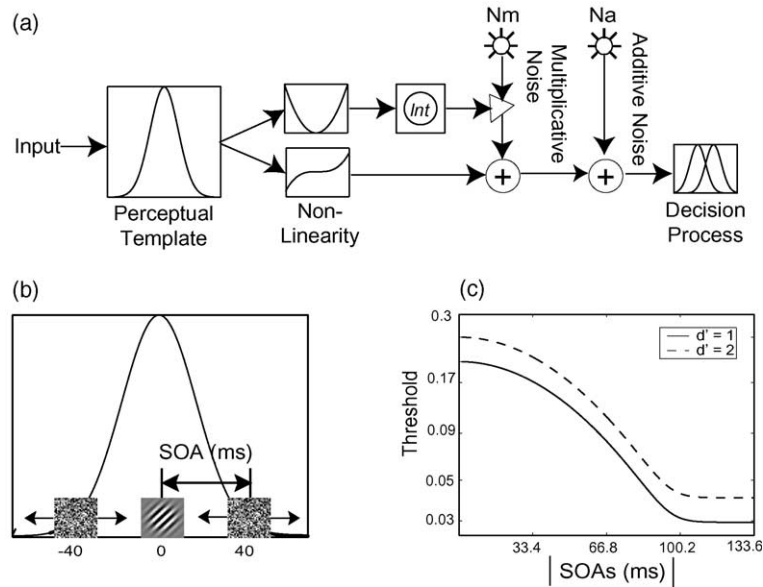 (a)
Nm
Na
Multiplicative
Noise
Additive Noise
Int
Input
+
+
Perceptual
Template
Non-
Linearity
Decision
Process
(b)
SOA (ms)
-40
0
40
(c)
0.3
0.17
0.09
0.05
0.03
Threshold
d' = 1
d' = 2
33.4
66.8
100.2
133.6
|SOAs (ms)|